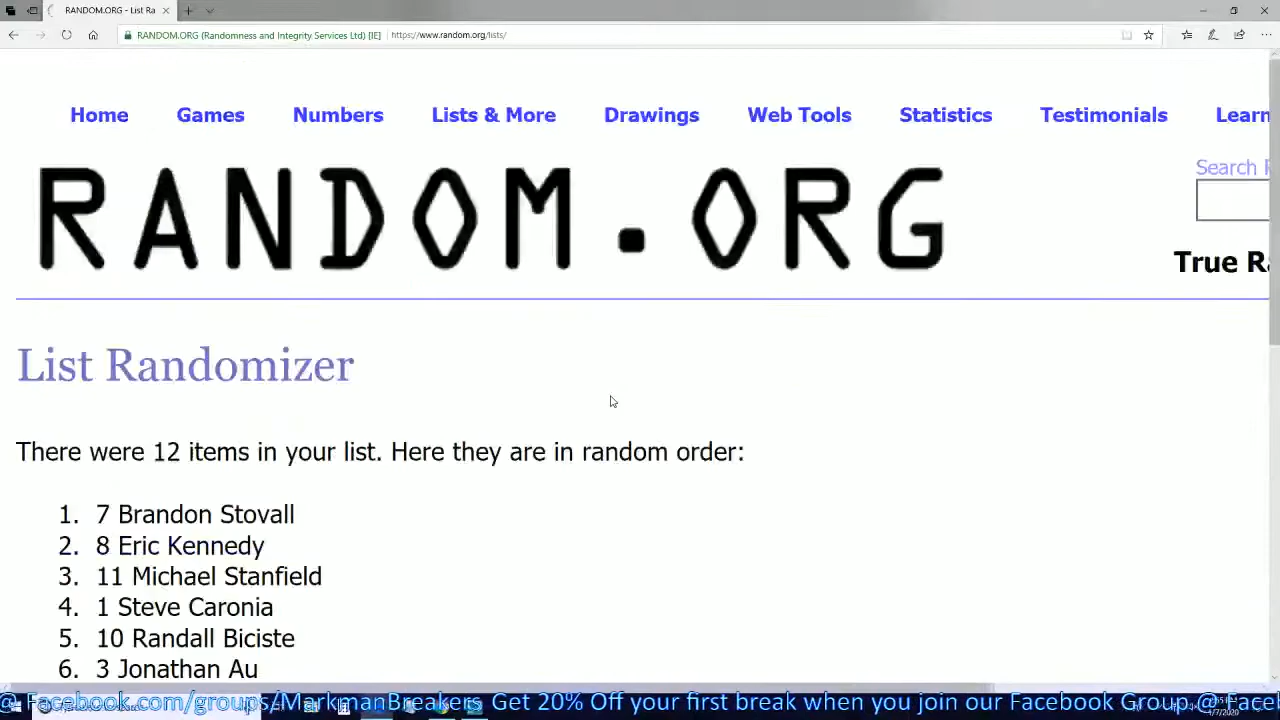 RANDOM.ORG - List Ra
RANDOM.ORG (Randomness and Integrity Services Ltd) [IE] https://www.random.org/lists/
Home Games Numbers Lists & More Drawings Web Tools Statistics Testimonials Learn
RANDOM.ORG
Search
True
List Randomizer
There were 12 items in your list. Here they are in random order:
1. 7 Brandon Stovall
2. 8 Eric Kennedy
3. 11 Michael Stanfield
4. 1 Steve Caronia
5. 10 Randall Biciste
6. 3 Jonathan Au
@ Facebook.com/groups/MarkmanBreakers Get 20% Off your first break when you join our Facebook Group @ Face